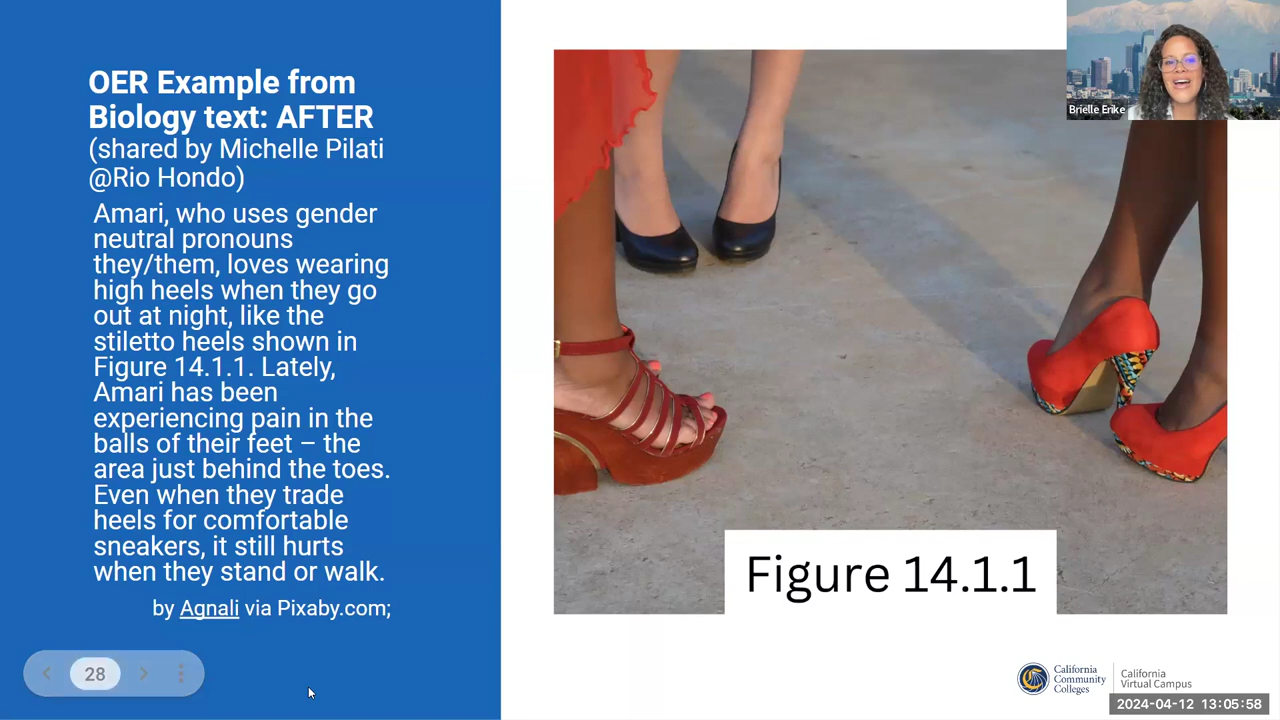 OER Example from
Biology text: AFTER
(shared by Michelle Pilati
@Rio Hondo)
Amari, who uses gender
neutral pronouns
they/them, loves wearing
high heels when they go
out at night, like the
stiletto heels shown in
Figure 14.1.1. Lately,
Amari has been
experiencing pain in the
balls of their feet – the
area just behind the toes.
Even when they trade
heels for comfortable
sneakers, it still hurts
when they stand or walk.
by Agnali via Pixaby.com;
28
Figure 14.1.1
Brielle Erike
California
Community
Colleges
California
Virtual Campus
2024-04-12 13:05:58